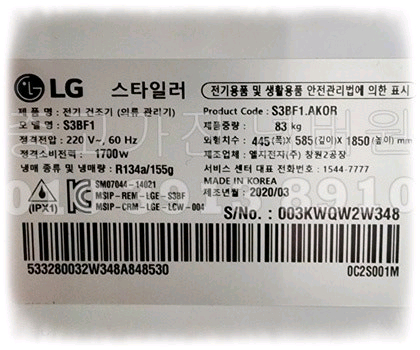 LG 스타일러
전기용품 및 생활용품 안전관리법에 의한 표시
제 품 명 : 전기 건조기 (의류 관리기)
모 델 명 : S3BF1
정격전압 : 220 V~, 60 Hz
정격소비전력 : 1700W
냉매 종류 및 냉매량 : R134a/155g
Product Code : S3BF1.AKOR
제품중량 : 83 kg
외형치수 : 445(폭) X 585(깊이) X 1850(높이) mm
제 조 자 : 엘지전자(주) 창원2공장
서비스 센터 대표전화 : 1544-7777
MADE IN KOREA
제조년월 : 2020/03
(IPX1)
SM07044-14021
MSIP-REM-LGE-S3BF
MSIP-CRM-LGE-LCW-004
S/No. : 003KWQW2W348
533280032W348A848530
0C2S001M